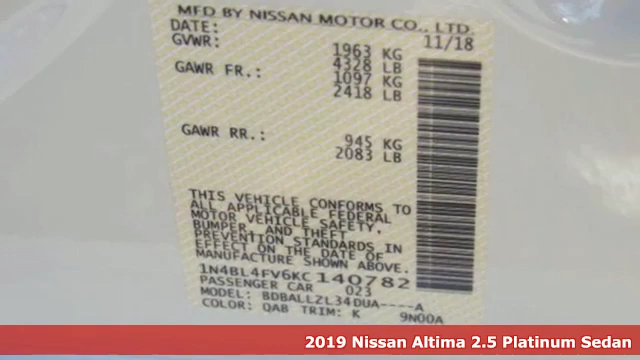 MFD BY NISSAN MOTOR CO., LTD.
DATE: 11/18
GVWR: 1963 KG
4328 LB
GAWR FR.: 1097 KG
2418 LB
GAWR RR.: 945 KG
2083 LB
THIS VEHICLE CONFORMS TO
ALL APPLICABLE FEDERAL
MOTOR VEHICLE SAFETY,
BUMPER, AND THEFT
PREVENTION STANDARDS IN
EFFECT ON THE DATE OF
MANUFACTURE SHOWN ABOVE.
1N4BL4FV6KC140782
PASSENGER CAR 023
MODEL: BDBALLZL34DUA----A
COLOR: QAB TRIM: K 9N00A
2019 Nissan Altima 2.5 Platinum Sedan